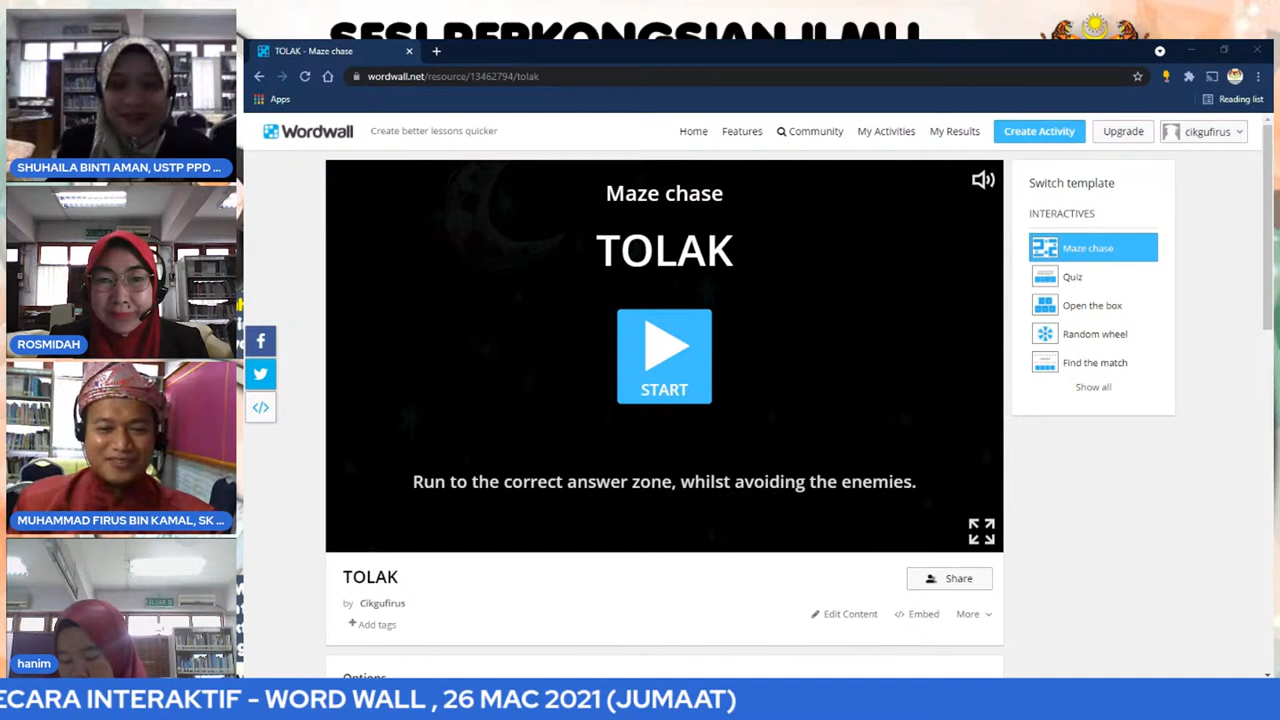 SESI PERKONGSIAN ILMU
TOLAK - Maze chase
wordwall.net/resource/13462794/tolak
Apps
Reading list
Wordwall
Create better lessons quicker
Home
Features
Community
My Activities
My Results
Create Activity
Upgrade
cikgufirus
Maze chase
TOLAK
START
Run to the correct answer zone, whilst avoiding the enemies.
Switch template
INTERACTIVES
Maze chase
Quiz
Open the box
Random wheel
Find the match
Show all
TOLAK
Share
by Cikgufirus
Add tags
Edit Content
Embed
More
Options
SHUHAILA BINTI AMAN, USTP PPD ...
ROSMIDAH
MUHAMMAD FIRUS BIN KAMAL, SK ...
hanim
ECARA INTERAKTIF - WORD WALL , 26 MAC 2021 (JUMAAT)